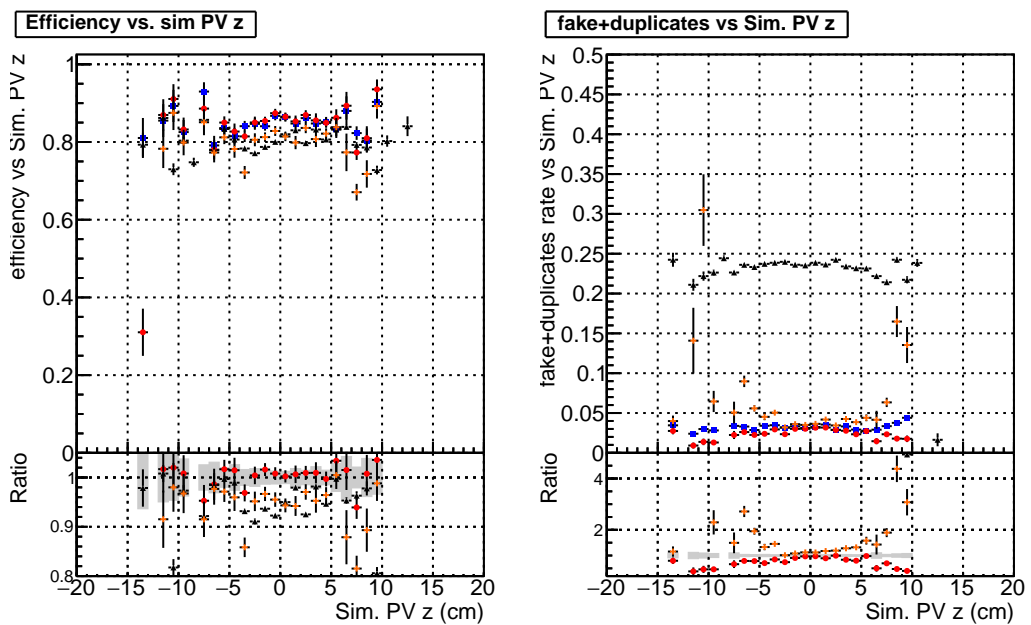 Efficiency vs. sim PV z
efficiency vs Sim. PV z
1
0.8
0.6
0.4
0.2
0
Ratio
1
0.9
0.8
−20 −15 −10 −5 0 5 10 15 20
Sim. PV z (cm)
fake+duplicates vs Sim. PV z
fake+duplicates rate vs Sim. PV z
0.5
0.45
0.4
0.35
0.3
0.25
0.2
0.15
0.1
0.05
0
Ratio
4
2
−20 −15 −10 −5 0 5 10 15 20
Sim. PV z (cm)